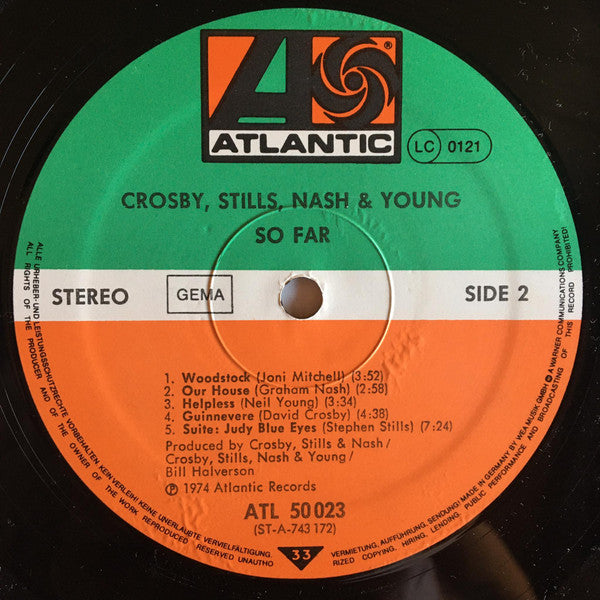 ATLANTIC
®
LC 0121
CROSBY, STILLS, NASH & YOUNG
SO FAR
STEREO
GEMA
SIDE 2
1. Woodstock (Joni Mitchell) (3:52)
2. Our House (Graham Nash) (2:58)
3. Helpless (Neil Young) (3:34)
4. Guinnevere (David Crosby) (4:38)
5. Suite: Judy Blue Eyes (Stephen Stills) (7:24)
Produced by Crosby, Stills & Nash/
Crosby, Stills, Nash & Young/
Bill Halverson
℗ 1974 Atlantic Records
ATL 50 023
(ST-A-743 172)
33
ALLE URHEBER- UND LEISTUNGSSCHUTZRECHTE VORBEHALTEN. KEIN VERLEIH! KEINE UNERLAUBTE VERVIELFÄLTIGUNG,
VERMIETUNG, AUFFÜHRUNG, SENDUNG! MADE IN GERMANY BY WEA MUSIK GMBH A WARNER COMMUNICATIONS COMPANY
ALL RIGHTS OF THE PRODUCER AND OF THE OWNER OF THE WORK REPRODUCED RESERVED UNAUTHO
RIZED COPYING, HIRING, LENDING, PUBLIC PERFORMANCE AND BROADCASTING OF THIS RECORD PROHIBITED!